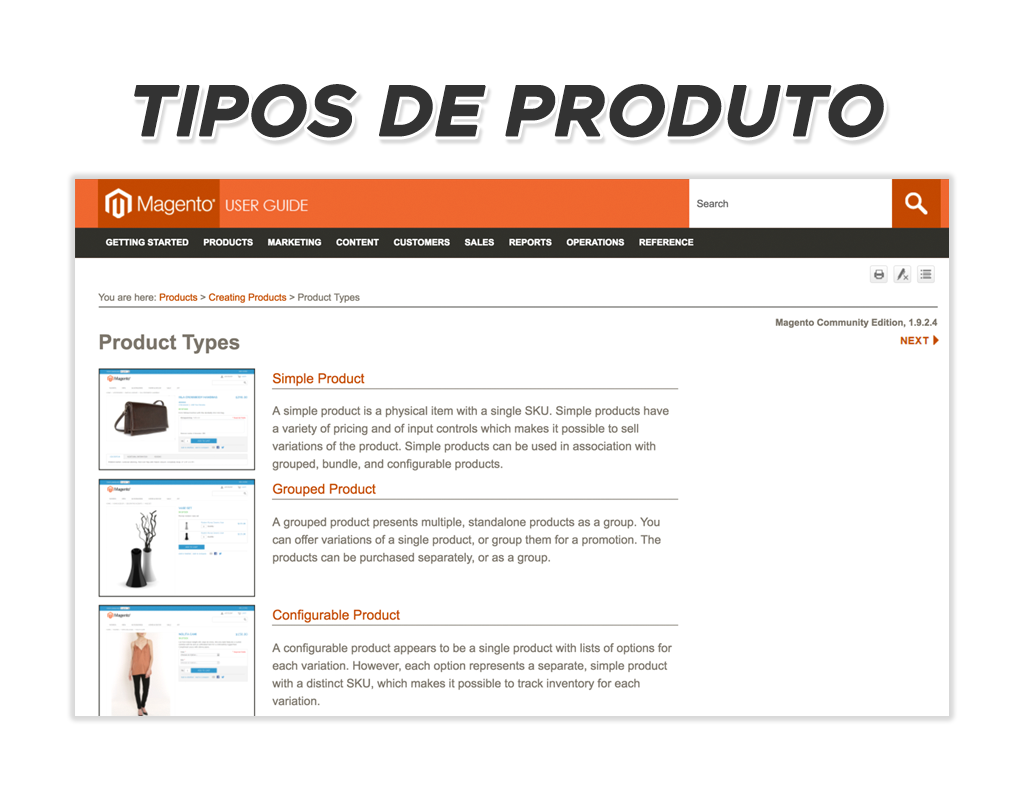 TIPOS DE PRODUTO
Magento USER GUIDE
Search
GETTING STARTED PRODUCTS MARKETING CONTENT CUSTOMERS SALES REPORTS OPERATIONS REFERENCE
You are here: Products > Creating Products > Product Types
Magento Community Edition, 1.9.2.4
NEXT
Product Types
Simple Product
A simple product is a physical item with a single SKU. Simple products have
a variety of pricing and of input controls which makes it possible to sell
variations of the product. Simple products can be used in association with
grouped, bundle, and configurable products.
Grouped Product
A grouped product presents multiple, standalone products as a group. You
can offer variations of a single product, or group them for a promotion. The
products can be purchased separately, or as a group.
Configurable Product
A configurable product appears to be a single product with lists of options for
each variation. However, each option represents a separate, simple product
with a distinct SKU, which makes it possible to track inventory for each
variation.
Magento
Magento
Magento